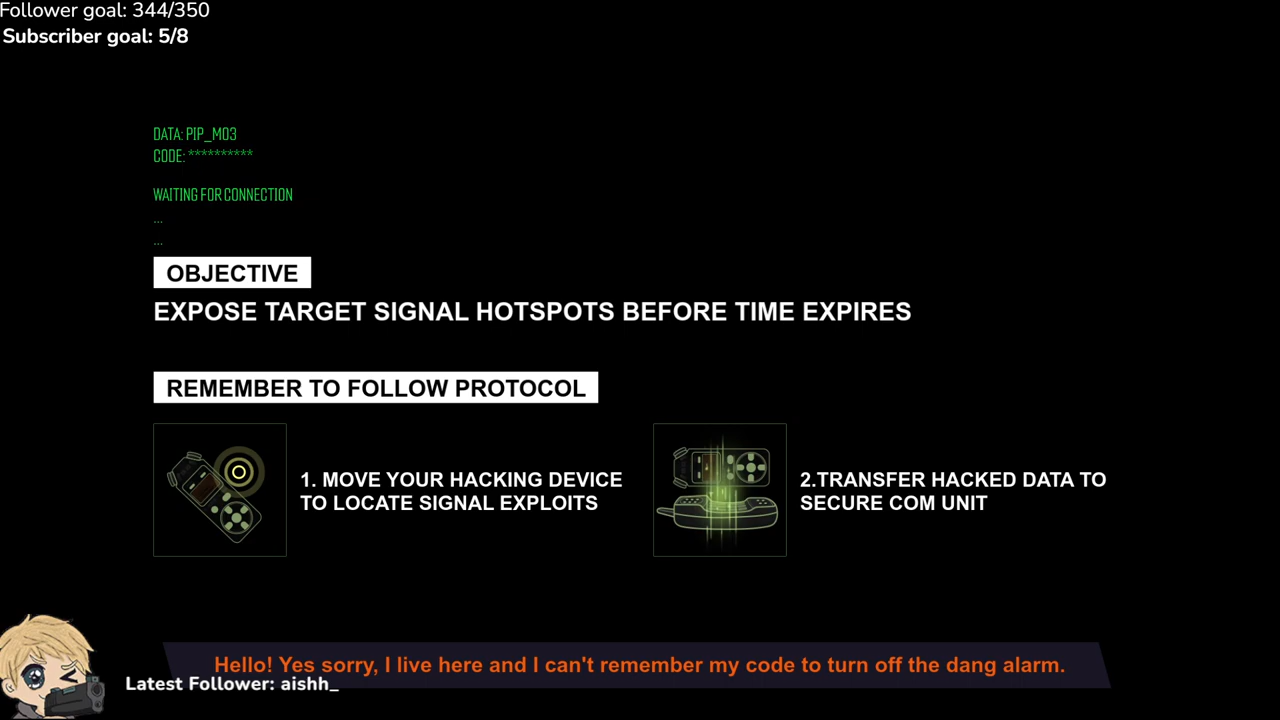 Follower goal: 344/350
Subscriber goal: 5/8
DATA: PIP_M03
CODE: **********
WAITING FOR CONNECTION
...
...
OBJECTIVE
EXPOSE TARGET SIGNAL HOTSPOTS BEFORE TIME EXPIRES
REMEMBER TO FOLLOW PROTOCOL
1. MOVE YOUR HACKING DEVICE
TO LOCATE SIGNAL EXPLOITS
2.TRANSFER HACKED DATA TO
SECURE COM UNIT
Hello! Yes sorry, I live here and I can't remember my code to turn off the dang alarm.
Latest Follower: aishh_